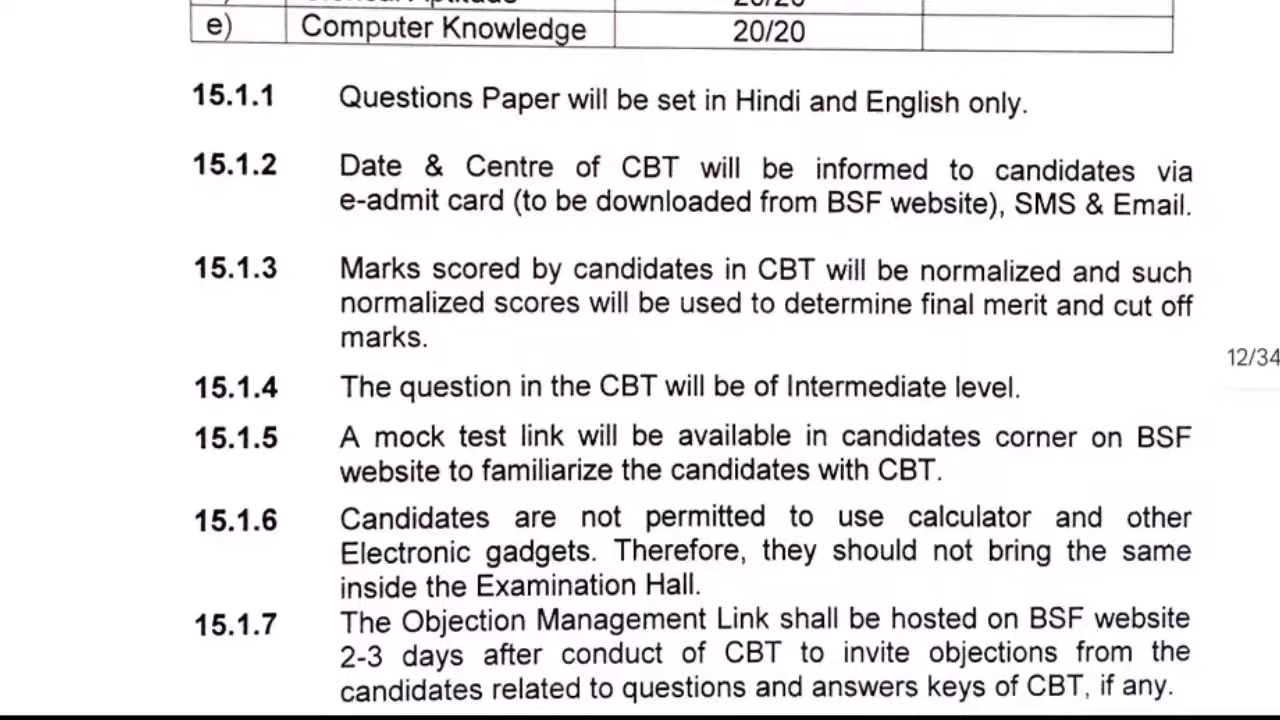 e) Computer Knowledge 20/20
15.1.1 Questions Paper will be set in Hindi and English only.
15.1.2 Date & Centre of CBT will be informed to candidates via
e-admit card (to be downloaded from BSF website), SMS & Email.
15.1.3 Marks scored by candidates in CBT will be normalized and such
normalized scores will be used to determine final merit and cut off
marks.
12/34
15.1.4 The question in the CBT will be of Intermediate level.
15.1.5 A mock test link will be available in candidates corner on BSF
website to familiarize the candidates with CBT.
15.1.6 Candidates are not permitted to use calculator and other
Electronic gadgets. Therefore, they should not bring the same
inside the Examination Hall.
15.1.7 The Objection Management Link shall be hosted on BSF website
2-3 days after conduct of CBT to invite objections from the
candidates related to questions and answers keys of CBT, if any.